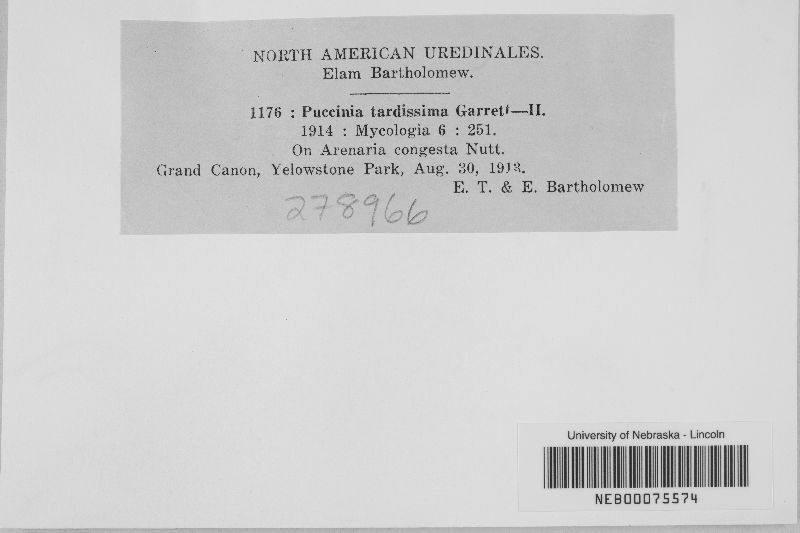 NORTH AMERICAN UREDINALES.
Elam Bartholomew.
1176 : Puccinia tardissima Garrett—II.
1914 : Mycologia 6 : 251.
On Arenaria congesta Nutt.
Grand Canon, Yelowstone Park, Aug. 30, 1913.
E. T. & E. Bartholomew
278966
University of Nebraska - Lincoln
NEB00075574